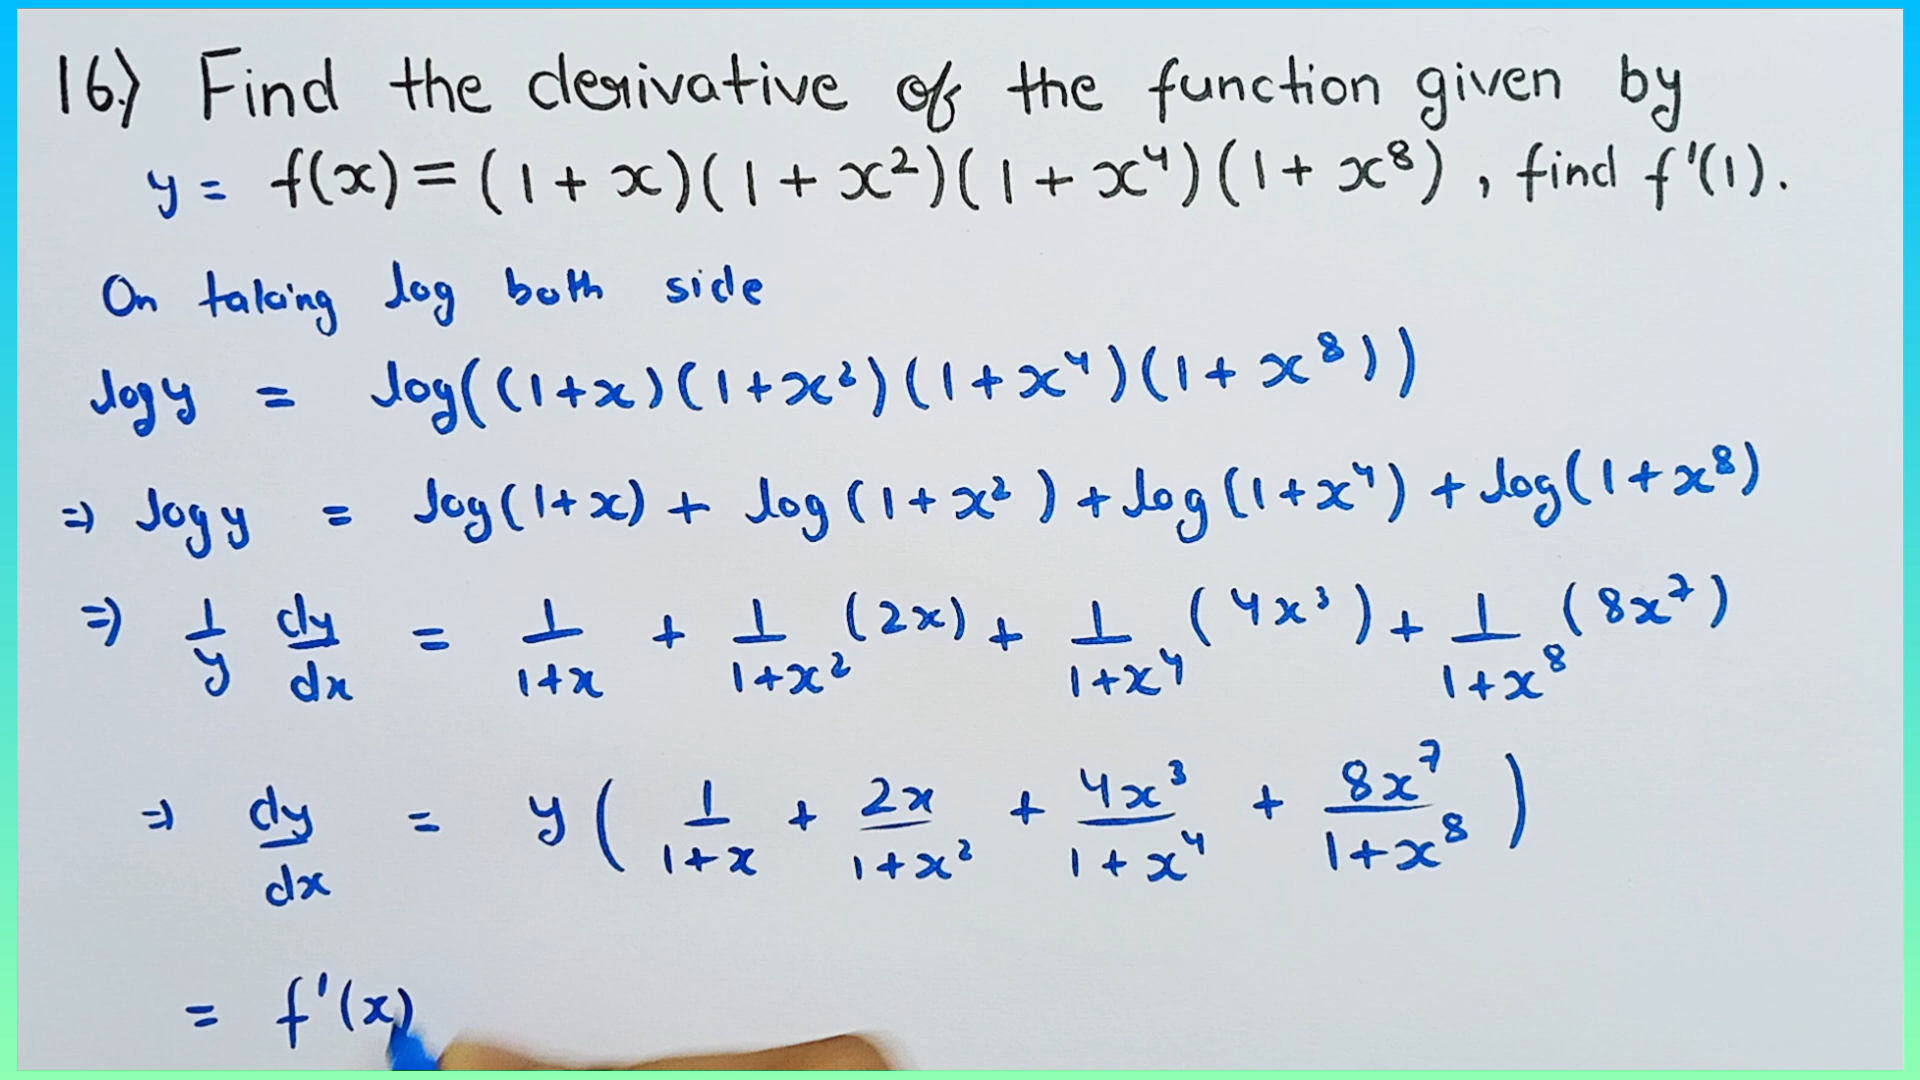 16.) Find the derivative of the function given by
y = f(x) = (1 + x)(1 + x²)(1 + x⁴)(1 + x⁸), find f'(1).
On taking log both side
log y = log((1+x)(1+x²)(1+x⁴)(1+x⁸))
⇒ log y = log(1+x) + log(1+x²) + log(1+x⁴) + log(1+x⁸)
⇒ 1/y dy/dx = 1/(1+x) + 1/(1+x²) (2x) + 1/(1+x⁴) (4x³) + 1/(1+x⁸) (8x⁷)
⇒ dy/dx = y( 1/(1+x) + 2x/(1+x²) + 4x³/(1+x⁴) + 8x⁷/(1+x⁸) )
= f'(x)